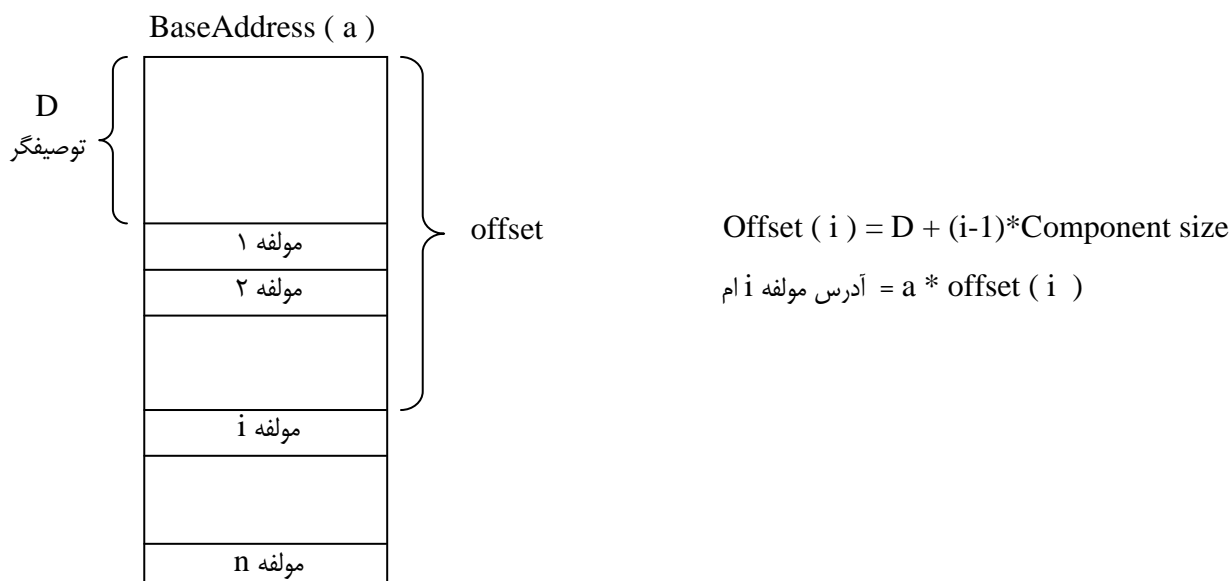 BaseAddress ( a )
D
توصیفگر
مولفه ۱
مولفه ۲
مولفه i
مولفه n
offset
Offset ( i ) = D + (i-1)*Component size
آدرس مولفه i ام = a * offset ( i )